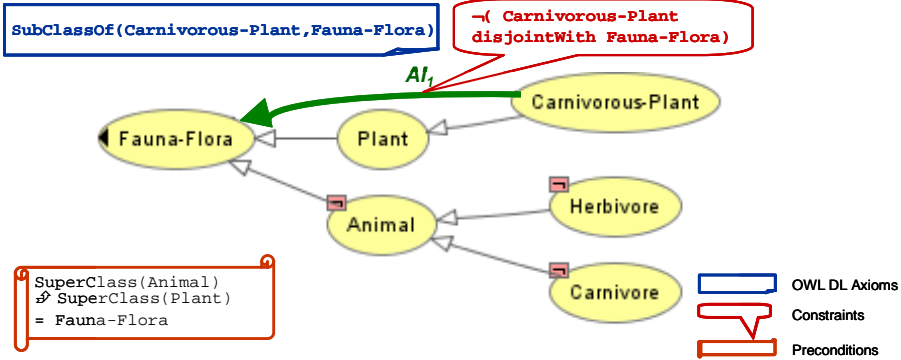 SubClassOf(Carnivorous-Plant,Fauna-Flora)
¬( Carnivorous-Plant
disjointWith Fauna-Flora)
AI1
Carnivorous-Plant
Fauna-Flora
Plant
¬
Herbivore
¬
Animal
¬
Carnivore
SuperClass(Animal)
SuperClass(Plant)
= Fauna-Flora
OWL DL Axioms
Constraints
Preconditions